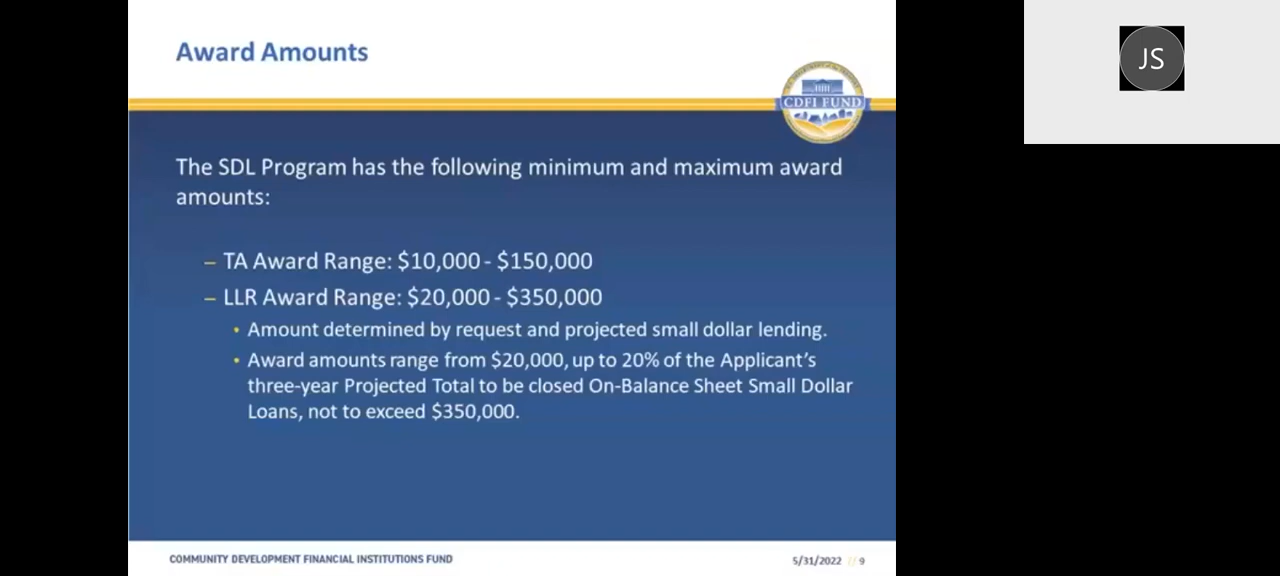 Award Amounts
JS
CDFI FUND
The SDL Program has the following minimum and maximum award
amounts:
– TA Award Range: $10,000 - $150,000
– LLR Award Range: $20,000 - $350,000
• Amount determined by request and projected small dollar lending.
• Award amounts range from $20,000, up to 20% of the Applicant's
three-year Projected Total to be closed On-Balance Sheet Small Dollar
Loans, not to exceed $350,000.
COMMUNITY DEVELOPMENT FINANCIAL INSTITUTIONS FUND
5/31/2022 // 9